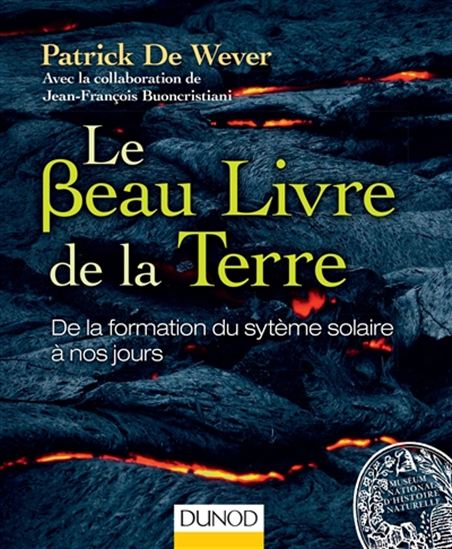 Patrick De Wever
Avec la collaboration de
Jean-François Buoncristiani
Le
Beau Livre
de la Terre
De la formation du sytème solaire
à nos jours
MUSÉUM
NATIONAL
D'HISTOIRE
NATURELLE
DUNOD